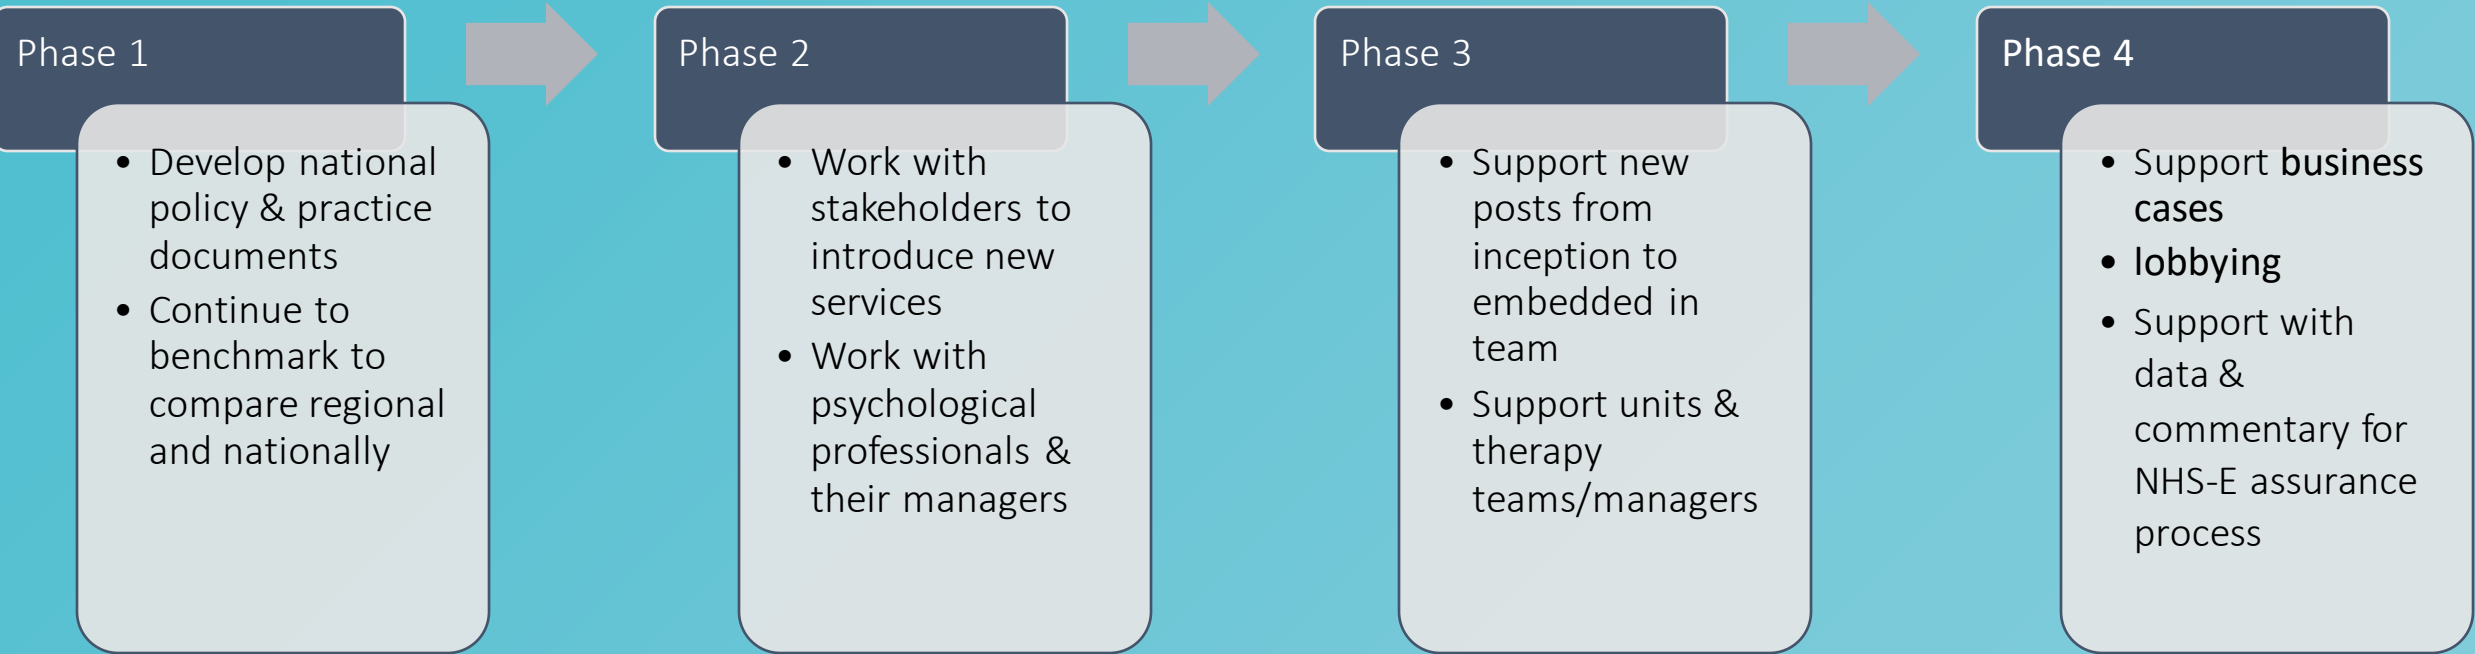 Phase 1
• Develop national
policy & practice
documents
• Continue to
benchmark to
compare regional
and nationally
Phase 2
• Work with
stakeholders to
introduce new
services
• Work with
psychological
professionals &
their managers
Phase 3
• Support new
posts from
inception to
embedded in
team
• Support units &
therapy
teams/managers
Phase 4
• Support business
cases
• lobbying
• Support with
data &
commentary for
NHS-E assurance
process